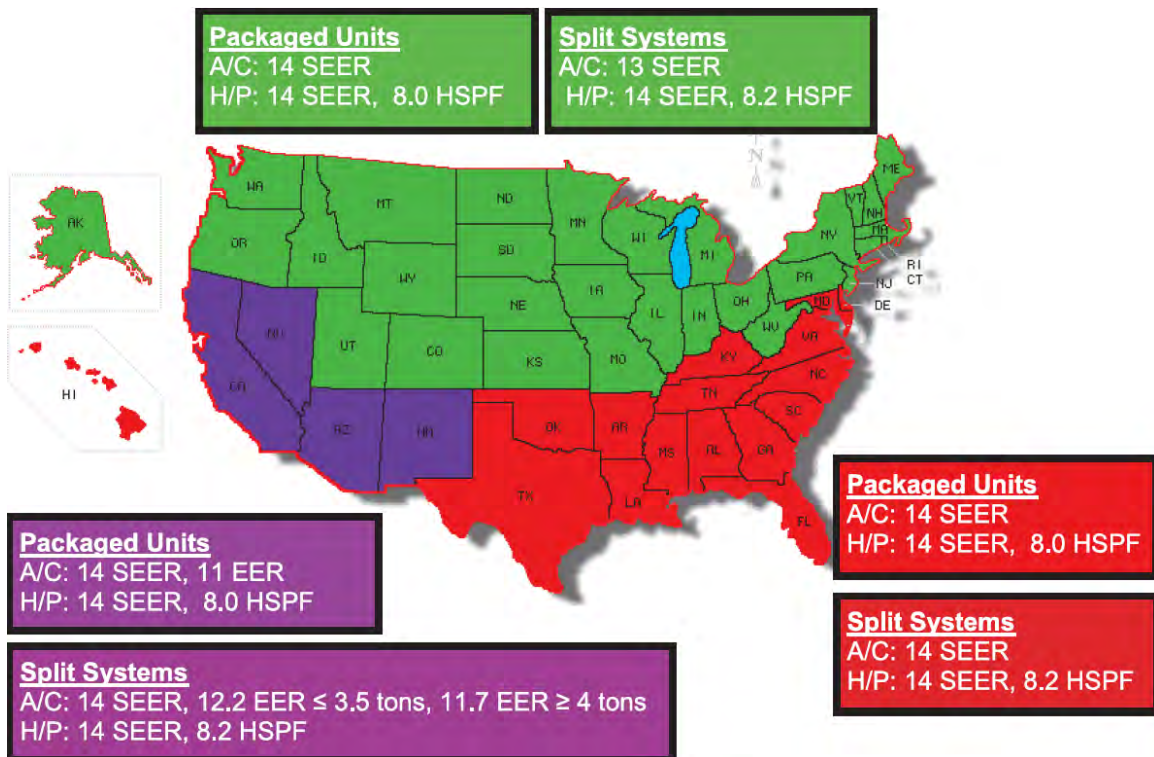 Packaged Units
A/C: 14 SEER
H/P: 14 SEER, 8.0 HSPF
Split Systems
A/C: 13 SEER
H/P: 14 SEER, 8.2 HSPF
N
WA
MT
ND
MN
WI
MI
ME
VT
NH
MA
NY
AK
OR
ID
WY
SD
IA
NE
PA
RI
CT
NJ
DE
MD
OH
IN
IL
WV
VA
NV
UT
CO
KS
MO
KY
CA
HI
AZ
OK
AR
TN
NC
SC
MS
AL
GA
LA
FL
Packaged Units
A/C: 14 SEER
H/P: 14 SEER, 8.0 HSPF
Packaged Units
A/C: 14 SEER, 11 EER
H/P: 14 SEER, 8.0 HSPF
Split Systems
A/C: 14 SEER
H/P: 14 SEER, 8.2 HSPF
Split Systems
A/C: 14 SEER, 12.2 EER ≤ 3.5 tons, 11.7 EER ≥ 4 tons
H/P: 14 SEER, 8.2 HSPF